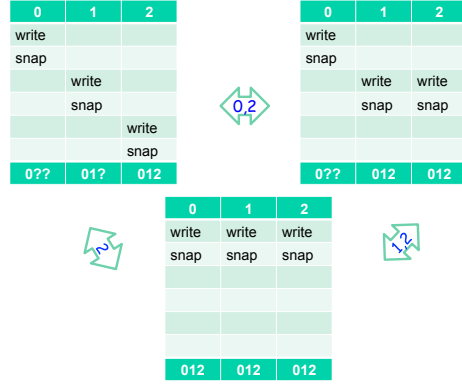 0 1 2
write
snap
write
snap
write
snap
0?? 01? 012
0,2
0 1 2
write
snap
write write
snap snap
0?? 012 012
2
1,2
0 1 2
write write write
snap snap snap
012 012 012